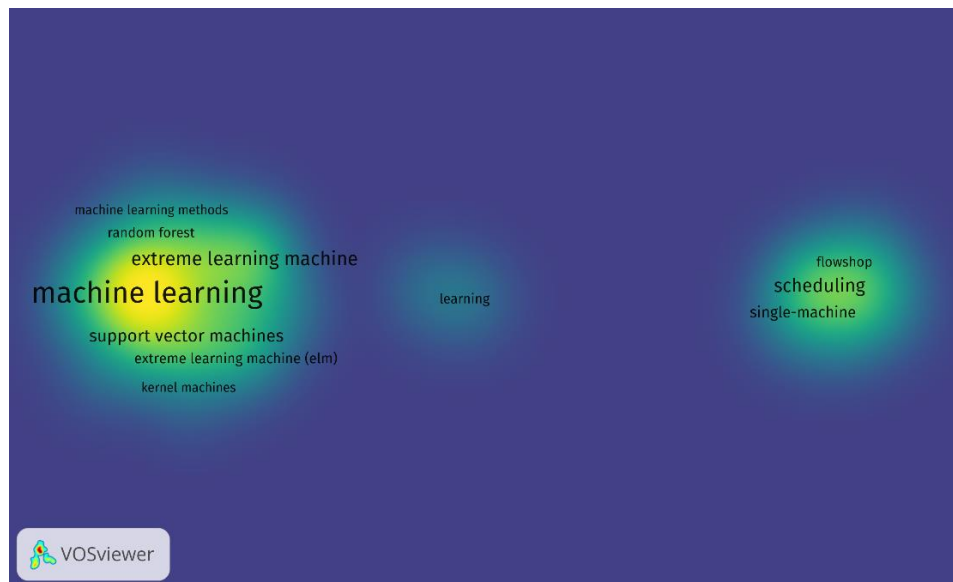 machine learning methods
random forest
extreme learning machine
machine learning
support vector machines
extreme learning machine (elm)
kernel machines
learning
flowshop
scheduling
single-machine
VOSviewer